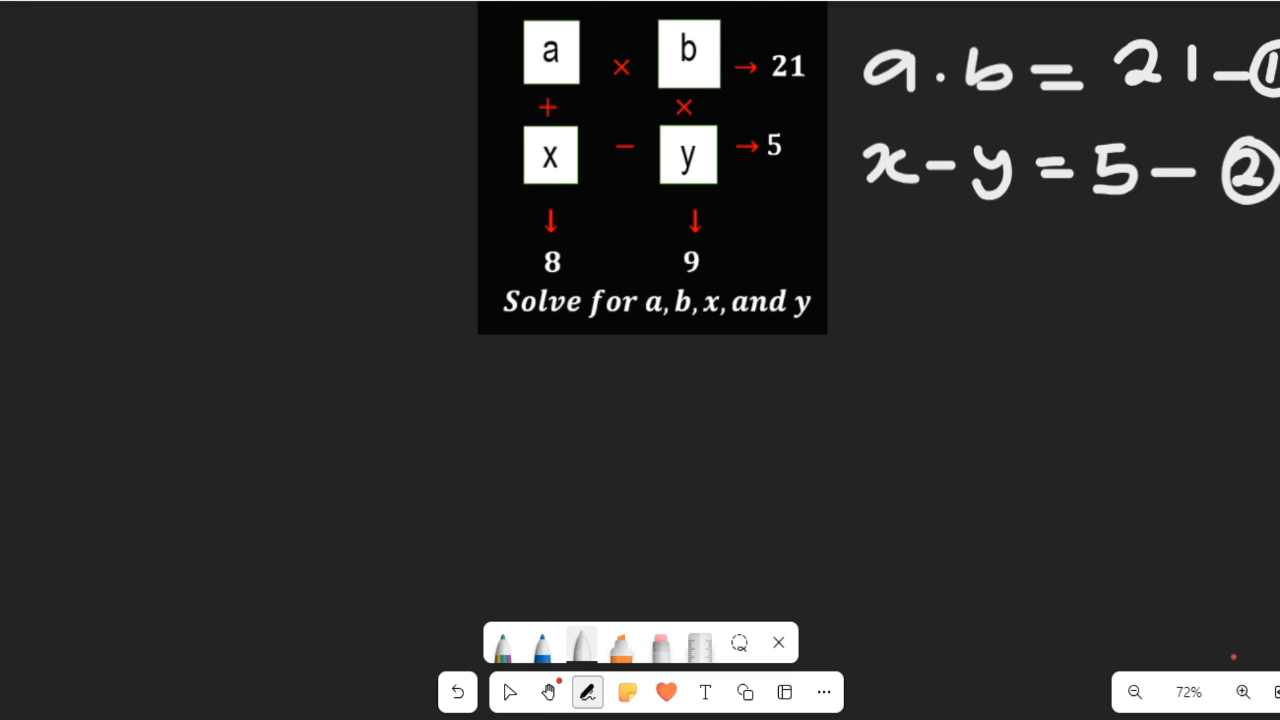 a × b → 21
+ ×
x − y → 5
↓ ↓
8 9
Solve for a, b, x, and y
a . b = 21 - ①
x - y = 5 - ②
72%